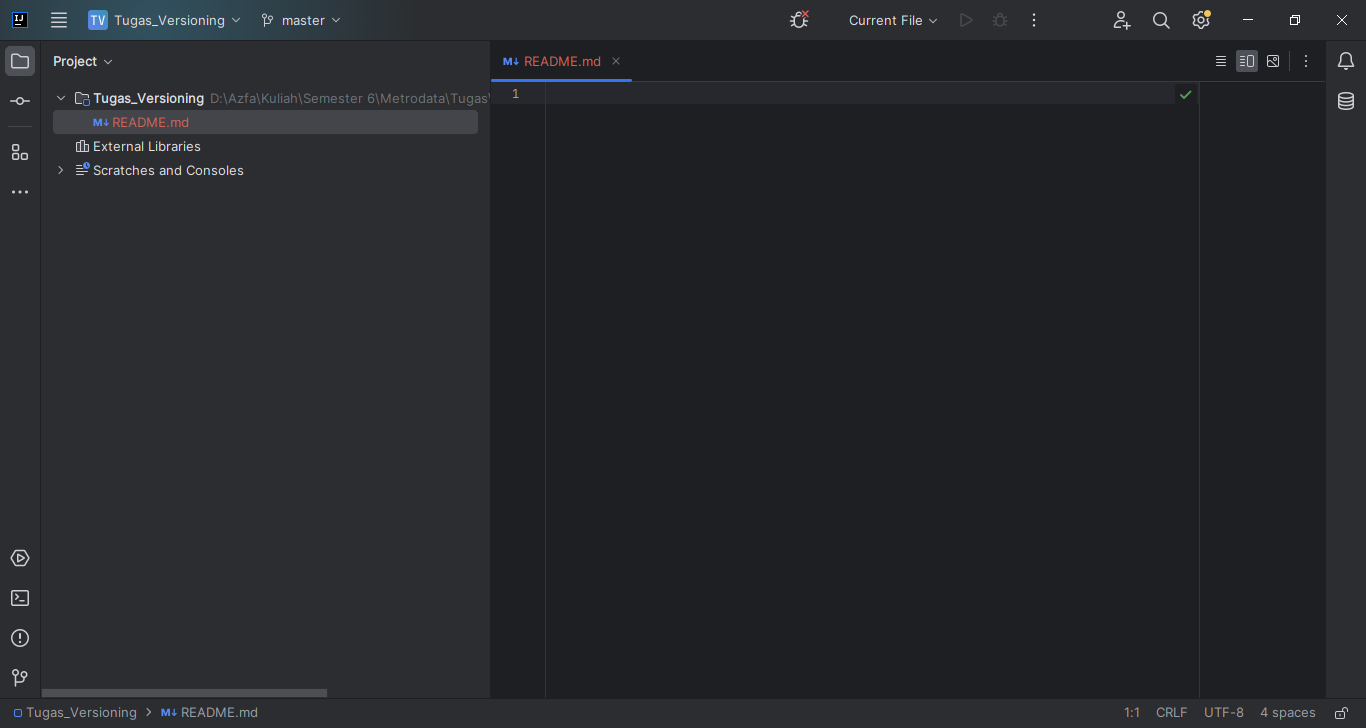 IJ TV Tugas_Versioning master Current File
Project
README.md
Tugas_Versioning D:\Azfa\Kuliah\Semester 6\Metrodata\Tugas\
README.md
External Libraries
Scratches and Consoles
1
Tugas_Versioning > README.md 1:1 CRLF UTF-8 4 spaces